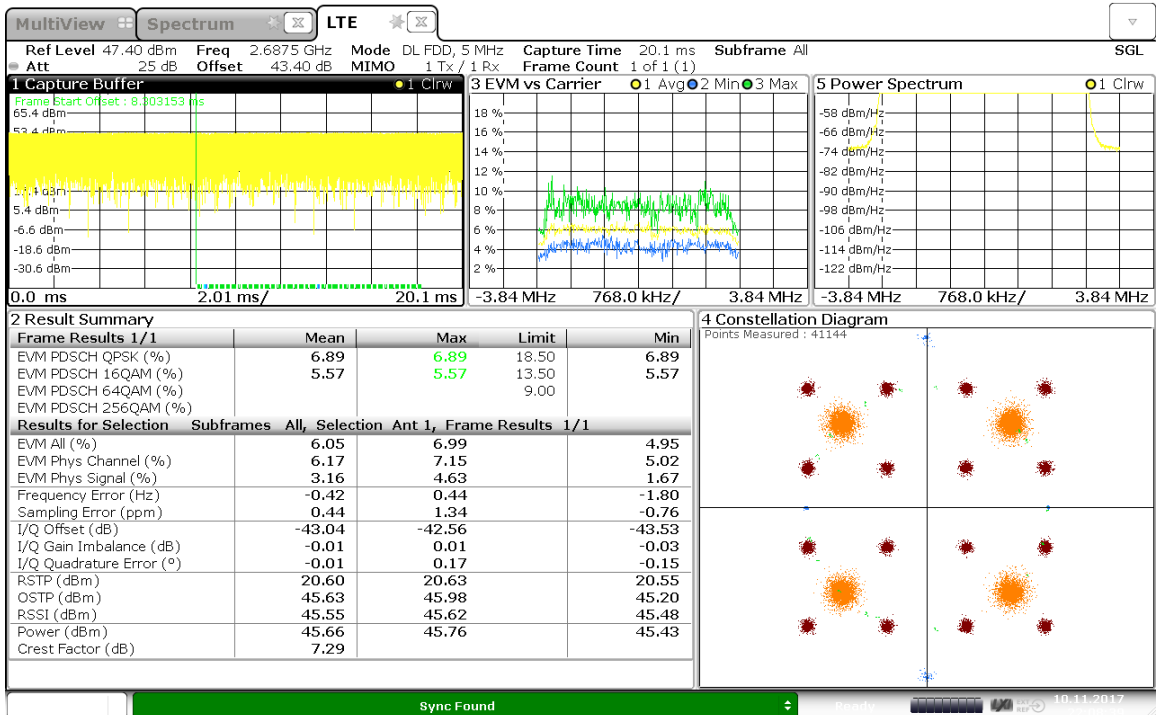 MultiView Spectrum X LTE X
Ref Level 47.40 dBm Freq 2.6875 GHz Mode DL FDD, 5 MHz Capture Time 20.1 ms Subframe All SGL
Att 25 dB Offset 43.40 dB MIMO 1 Tx / 1 Rx Frame Count 1 of 1 (1)
1 Capture Buffer 1 Clrw
Frame Start Offset : 8.303153 ms
65.4 dBm
53.4 dBm
5.4 dBm
-6.6 dBm
-18.6 dBm
-30.6 dBm
0.0 ms 2.01 ms/ 20.1 ms
3 EVM vs Carrier 1 Avg 2 Min 3 Max
18 %
16 %
14 %
12 %
10 %
8 %
6 %
4 %
2 %
-3.84 MHz 768.0 kHz/ 3.84 MHz
5 Power Spectrum 1 Clrw
-58 dBm/Hz
-66 dBm/Hz
-74 dBm/Hz
-82 dBm/Hz
-90 dBm/Hz
-98 dBm/Hz
-106 dBm/Hz
-114 dBm/Hz
-122 dBm/Hz
-3.84 MHz 768.0 kHz/ 3.84 MHz
2 Result Summary
Frame Results 1/1 Mean Max Limit Min
EVM PDSCH QPSK (%) 6.89 6.89 18.50 6.89
EVM PDSCH 16QAM (%) 5.57 5.57 13.50 5.57
EVM PDSCH 64QAM (%) 9.00
EVM PDSCH 256QAM (%)
Results for Selection Subframes All, Selection Ant 1, Frame Results 1/1
EVM All (%) 6.05 6.99 4.95
EVM Phys Channel (%) 6.17 7.15 5.02
EVM Phys Signal (%) 3.16 4.63 1.67
Frequency Error (Hz) -0.42 0.44 -1.80
Sampling Error (ppm) 0.44 1.34 -0.76
I/Q Offset (dB) -43.04 -42.56 -43.53
I/Q Gain Imbalance (dB) -0.01 0.01 -0.03
I/Q Quadrature Error (°) -0.01 0.17 -0.15
RSTP (dBm) 20.60 20.63 20.55
OSTP (dBm) 45.63 45.98 45.20
RSSI (dBm) 45.55 45.62 45.48
Power (dBm) 45.66 45.76 45.43
Crest Factor (dB) 7.29
4 Constellation Diagram
Points Measured : 41144
Sync Found Ready 10.11.2017